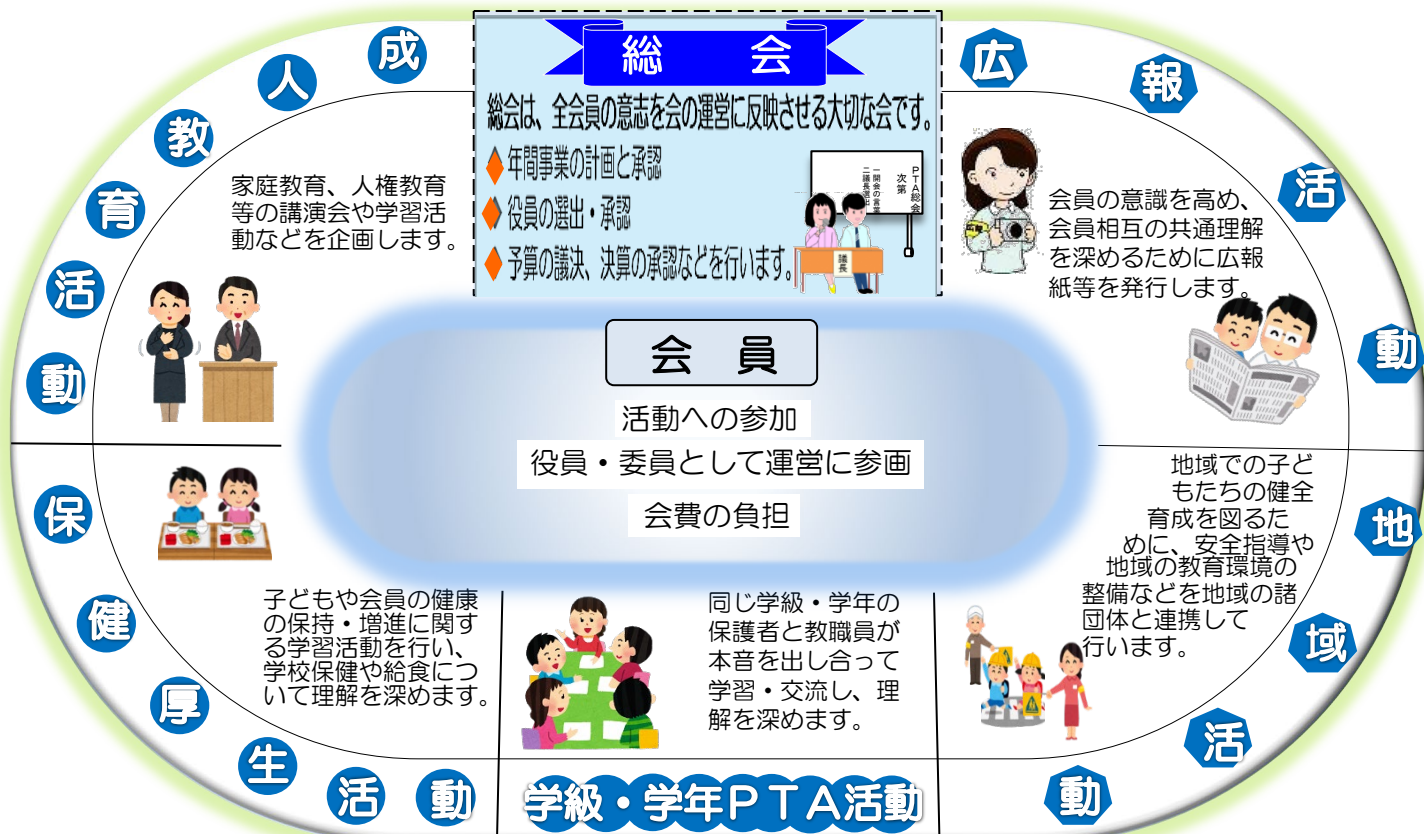 総　会
総会は、全会員の意志を会の運営に反映させる大切な会です。
年間事業の計画と承認
役員の選出・承認
予算の議決、決算の承認などを行います。
ＰＴＡ総会
次第
一開会の言葉
二議長選出
議長
成人教育活動
家庭教育、人権教育
等の講演会や学習活
動などを企画します。
広報活動
会員の意識を高め、
会員相互の共通理解
を深めるために広報
紙等を発行します。
会　員
活動への参加
役員・委員として運営に参画
会費の負担
保健厚生活動
子どもや会員の健康
の保持・増進に関す
る学習活動を行い、
学校保健や給食につ
いて理解を深めます。
同じ学級・学年の
保護者と教職員が
本音を出し合って
学習・交流し、理
解を深めます。
学級・学年ＰＴＡ活動
地域での子ど
もたちの健全
育成を図るた
めに、安全指導や
地域の教育環境の
整備などを地域の諸
団体と連携して
行います。
地域活動